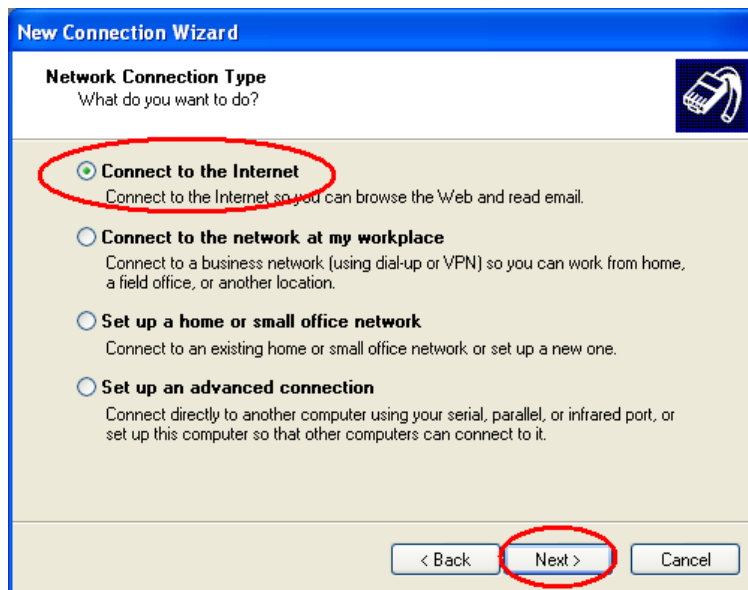 New Connection Wizard
Network Connection Type
What do you want to do?
Connect to the Internet
Connect to the Internet so you can browse the Web and read email.
Connect to the network at my workplace
Connect to a business network (using dial-up or VPN) so you can work from home,
a field office, or another location.
Set up a home or small office network
Connect to an existing home or small office network or set up a new one.
Set up an advanced connection
Connect directly to another computer using your serial, parallel, or infrared port, or
set up this computer so that other computers can connect to it.
< Back Next > Cancel